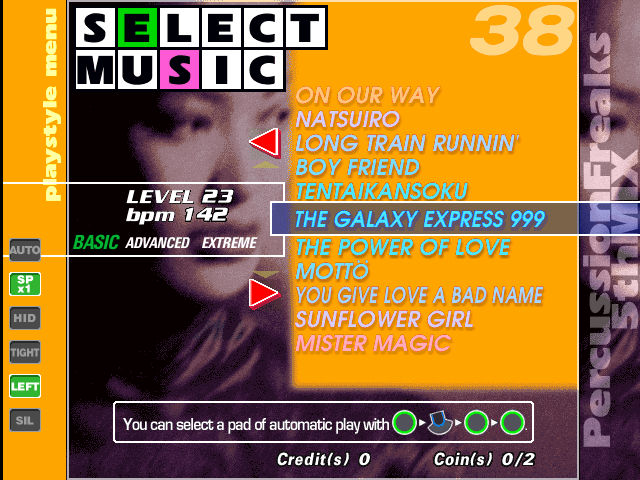 SELECT
MUSIC
38
playstyle menu
ON OUR WAY
NATSUIRO
LONG TRAIN RUNNIN'
BOY FRIEND
TENTAIKANSOKU
THE GALAXY EXPRESS 999
THE POWER OF LOVE
MOTTÖ
YOU GIVE LOVE A BAD NAME
SUNFLOWER GIRL
MISTER MAGIC
LEVEL 23
bpm 142
BASIC ADVANCED EXTREME
AUTO
SP
x1
HID
TIGHT
LEFT
SIL
PercussionFreaks
5thMIX
You can select a pad of automatic play with
Credit(s) 0
Coin(s) 0/2